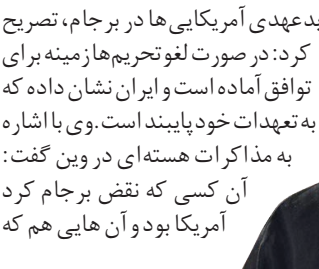 بدعهدی آمریکایی‌ها در برجام، تصریح
کرد: در صورت لغو تحریم‌ها زمینه برای
توافق آماده است و ایران نشان داده که
به تعهدات خود پایبند است. وی با اشاره
به مذاکرات هسته‌ای در وین گفت:
آن کسی که نقض برجام کرد
آمریکا بود و آن هایی هم که